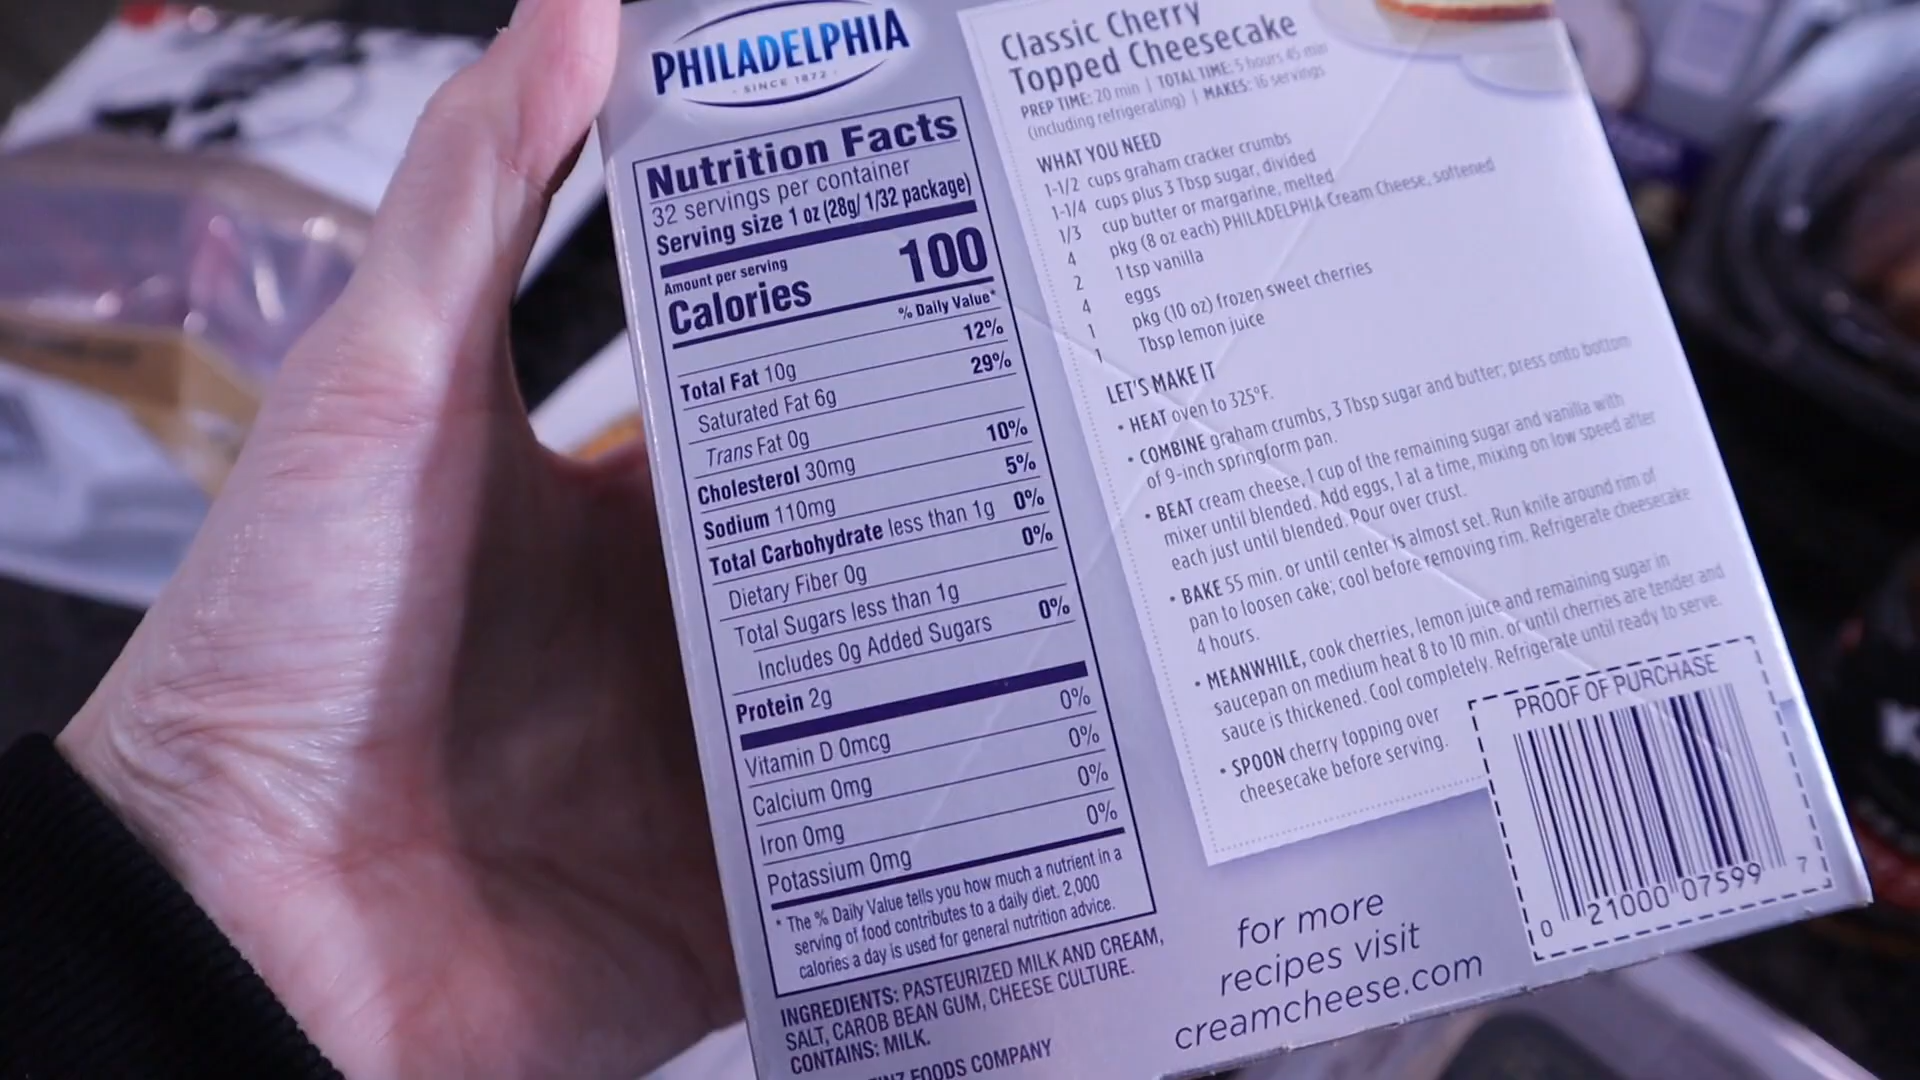 PHILADELPHIA
SINCE 1872
Nutrition Facts
32 servings per container
Serving size 1 oz (28g/ 1/32 package)
Amount per serving
Calories 100
% Daily Value*
Total Fat 10g 12%
Saturated Fat 6g 29%
Trans Fat 0g
Cholesterol 30mg 10%
Sodium 110mg 5%
Total Carbohydrate less than 1g 0%
Dietary Fiber 0g 0%
Total Sugars less than 1g
Includes 0g Added Sugars 0%
Protein 2g
Vitamin D 0mcg 0%
Calcium 0mg 0%
Iron 0mg 0%
Potassium 0mg 0%
* The % Daily Value tells you how much a nutrient in a
serving of food contributes to a daily diet. 2,000
calories a day is used for general nutrition advice.
INGREDIENTS: PASTEURIZED MILK AND CREAM,
SALT, CAROB BEAN GUM, CHEESE CULTURE.
CONTAINS: MILK.
FOODS COMPANY
Classic Cherry
Topped Cheesecake
PREP TIME: 20 min | TOTAL TIME: 5 hours 45 min
(including refrigerating) | MAKES: 16 servings
WHAT YOU NEED
1-1/2 cups graham cracker crumbs
1-1/4 cups plus 3 Tbsp sugar, divided
1/3 cup butter or margarine, melted
4 pkg (8 oz each) PHILADELPHIA Cream Cheese, softened
2 1 tsp vanilla
4 eggs
1 pkg (10 oz) frozen sweet cherries
1 Tbsp lemon juice
LET'S MAKE IT
• HEAT oven to 325°F.
• COMBINE graham crumbs, 3 Tbsp sugar and butter; press onto bottom
of 9-inch springform pan.
• BEAT cream cheese, 1 cup of the remaining sugar and vanilla with
mixer until blended. Add eggs, 1 at a time, mixing on low speed after
each just until blended. Pour over crust.
• BAKE 55 min. or until center is almost set. Run knife around rim of
pan to loosen cake; cool before removing rim. Refrigerate cheesecake
4 hours.
• MEANWHILE, cook cherries, lemon juice and remaining sugar in
saucepan on medium heat 8 to 10 min. or until cherries are tender and
sauce is thickened. Cool completely. Refrigerate until ready to serve.
• SPOON cherry topping over
cheesecake before serving.
PROOF OF PURCHASE
0 21000 07599 7
for more
recipes visit
creamcheese.com